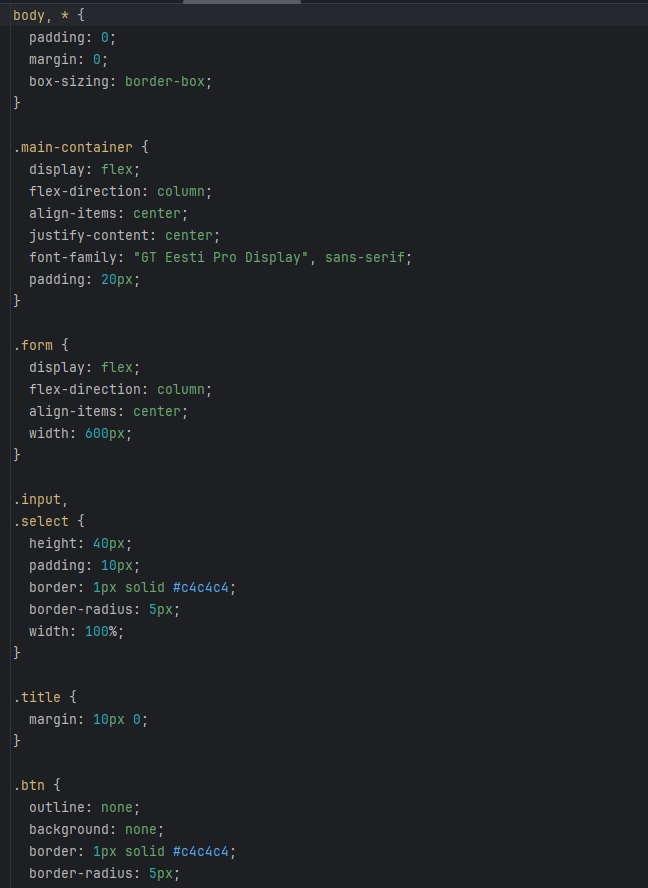 body, * {
  padding: 0;
  margin: 0;
  box-sizing: border-box;
}

.main-container {
  display: flex;
  flex-direction: column;
  align-items: center;
  justify-content: center;
  font-family: "GT Eesti Pro Display", sans-serif;
  padding: 20px;
}

.form {
  display: flex;
  flex-direction: column;
  align-items: center;
  width: 600px;
}

.input,
.select {
  height: 40px;
  padding: 10px;
  border: 1px solid #c4c4c4;
  border-radius: 5px;
  width: 100%;
}

.title {
  margin: 10px 0;
}

.btn {
  outline: none;
  background: none;
  border: 1px solid #c4c4c4;
  border-radius: 5px;